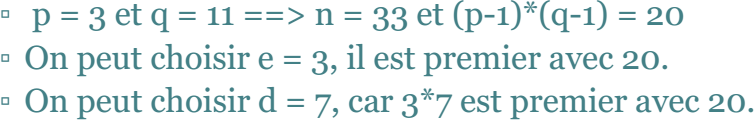 ▫ p = 3 et q = 11 ==> n = 33 et (p-1)*(q-1) = 20
▫ On peut choisir e = 3, il est premier avec 20.
▫ On peut choisir d = 7, car 3*7 est premier avec 20.